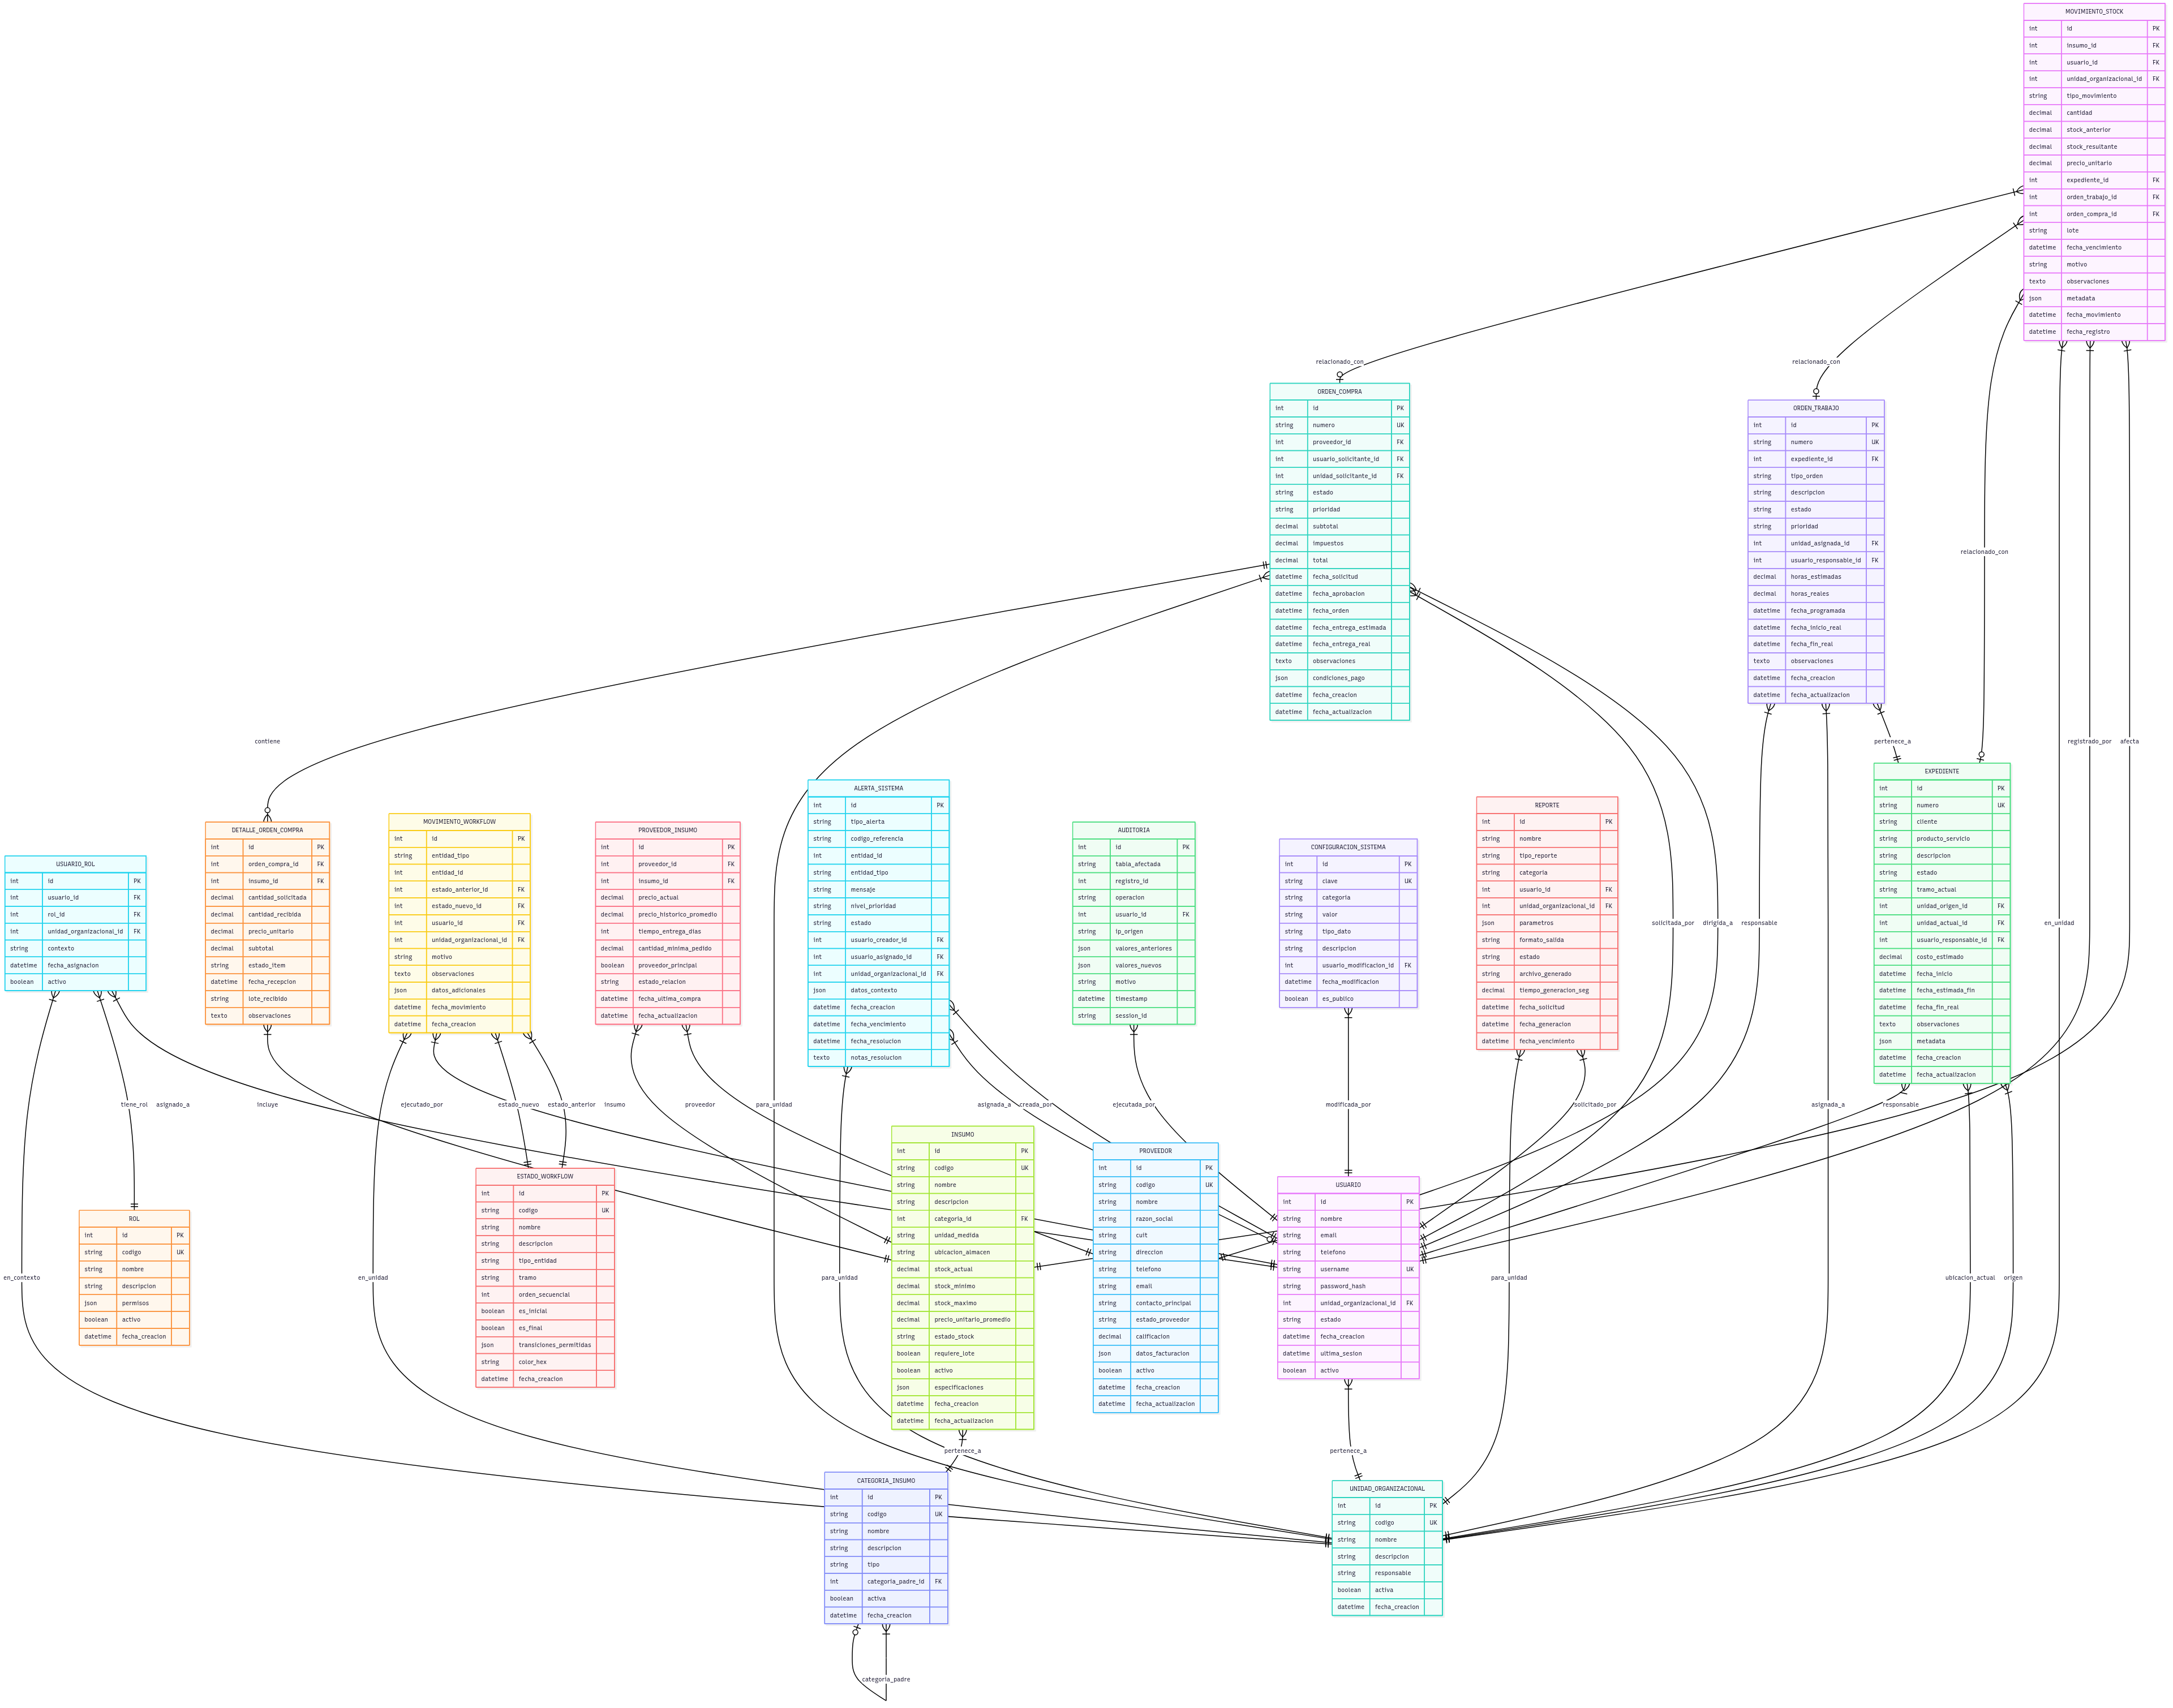 MOVIMIENTO_STOCK
int id PK
int insumo_id FK
int usuario_id FK
int unidad_organizacional_id FK
string tipo_movimiento
decimal cantidad
decimal stock_anterior
decimal stock_resultante
decimal precio_unitario
int expediente_id FK
int orden_trabajo_id FK
int orden_compra_id FK
string lote
datetime fecha_vencimiento
string motivo
texto observaciones
json metadata
datetime fecha_movimiento
datetime fecha_registro
relacionado_con
relacionado_con
ORDEN_COMPRA
int id PK
string numero UK
int proveedor_id FK
int usuario_solicitante_id FK
int unidad_solicitante_id FK
string estado
string prioridad
decimal subtotal
decimal impuestos
decimal total
datetime fecha_solicitud
datetime fecha_aprobacion
datetime fecha_orden
datetime fecha_entrega_estimada
datetime fecha_entrega_real
texto observaciones
json condiciones_pago
datetime fecha_creacion
datetime fecha_actualizacion
ORDEN_TRABAJO
int id PK
string numero UK
int expediente_id FK
string tipo_orden
string descripcion
string estado
string prioridad
int unidad_asignada_id FK
int usuario_responsable_id FK
decimal horas_estimadas
decimal horas_reales
datetime fecha_programada
datetime fecha_inicio_real
datetime fecha_fin_real
texto observaciones
datetime fecha_creacion
datetime fecha_actualizacion
relacionado_con
contiene
pertenece_a
registrado_por
afecta
USUARIO_ROL
int id PK
int usuario_id FK
int rol_id FK
int unidad_organizacional_id FK
string contexto
datetime fecha_asignacion
boolean activo
DETALLE_ORDEN_COMPRA
int id PK
int orden_compra_id FK
int insumo_id FK
decimal cantidad_solicitada
decimal cantidad_recibida
decimal precio_unitario
decimal subtotal
string estado_item
datetime fecha_recepcion
string lote_recibido
texto observaciones
MOVIMIENTO_WORKFLOW
int id PK
string entidad_tipo
int entidad_id
int estado_anterior_id FK
int estado_nuevo_id FK
int usuario_id FK
int unidad_organizacional_id FK
string motivo
texto observaciones
json datos_adicionales
datetime fecha_movimiento
datetime fecha_creacion
PROVEEDOR_INSUMO
int id PK
int proveedor_id FK
int insumo_id FK
decimal precio_actual
decimal precio_historico_promedio
int tiempo_entrega_dias
decimal cantidad_minima_pedido
boolean proveedor_principal
string estado_relacion
datetime fecha_ultima_compra
datetime fecha_actualizacion
ALERTA_SISTEMA
int id PK
string tipo_alerta
string codigo_referencia
int entidad_id
string entidad_tipo
string mensaje
string nivel_prioridad
string estado
int usuario_creador_id FK
int usuario_asignado_id FK
int unidad_organizacional_id FK
json datos_contexto
datetime fecha_creacion
datetime fecha_vencimiento
datetime fecha_resolucion
texto notas_resolucion
AUDITORIA
int id PK
string tabla_afectada
int registro_id
string operacion
int usuario_id FK
string ip_origen
json valores_anteriores
json valores_nuevos
string motivo
datetime timestamp
string session_id
CONFIGURACION_SISTEMA
int id PK
string clave UK
string categoria
string valor
string tipo_dato
string descripcion
int usuario_modificacion_id FK
datetime fecha_modificacion
boolean es_publico
REPORTE
int id PK
string nombre
string tipo_reporte
string categoria
int usuario_id FK
int unidad_organizacional_id FK
json parametros
string formato_salida
string estado
string archivo_generado
decimal tiempo_generacion_seg
datetime fecha_solicitud
datetime fecha_generacion
datetime fecha_vencimiento
solicitada_por
dirigida_a
responsable
EXPEDIENTE
int id PK
string numero UK
string cliente
string producto_servicio
string descripcion
string estado
string tramo_actual
int unidad_origen_id FK
int unidad_actual_id FK
int usuario_responsable_id FK
decimal costo_estimado
datetime fecha_inicio
datetime fecha_estimada_fin
datetime fecha_fin_real
texto observaciones
json metadata
datetime fecha_creacion
datetime fecha_actualizacion
en_unidad
tiene_rol
asignado_a
incluye
ejecutado_por
estado_nuevo
estado_anterior
insumo
proveedor
para_unidad
asignada_a
creada_por
ejecutada_por
modificada_por
solicitado_por
asignada_a
responsable
ROL
int id PK
string codigo UK
string nombre
string descripcion
json permisos
boolean activo
datetime fecha_creacion
ESTADO_WORKFLOW
int id PK
string codigo UK
string nombre
string descripcion
string tipo_entidad
string tramo
int orden_secuencial
boolean es_inicial
boolean es_final
json transiciones_permitidas
string color_hex
datetime fecha_creacion
INSUMO
int id PK
string codigo UK
string nombre
string descripcion
int categoria_id FK
string unidad_medida
string ubicacion_almacen
decimal stock_actual
decimal stock_minimo
decimal stock_maximo
decimal precio_unitario_promedio
string estado_stock
boolean requiere_lote
boolean activo
json especificaciones
datetime fecha_creacion
datetime fecha_actualizacion
PROVEEDOR
int id PK
string codigo UK
string nombre
string razon_social
string cuit
string direccion
string telefono
string email
string contacto_principal
string estado_proveedor
decimal calificacion
json datos_facturacion
boolean activo
datetime fecha_creacion
datetime fecha_actualizacion
USUARIO
int id PK
string nombre
string email
string telefono
string username UK
string password_hash
int unidad_organizacional_id FK
string estado
datetime fecha_creacion
datetime ultima_sesion
boolean activo
en_contexto
en_unidad
para_unidad
para_unidad
ubicacion_actual
origen
pertenece_a
pertenece_a
CATEGORIA_INSUMO
int id PK
string codigo UK
string nombre
string descripcion
string tipo
int categoria_padre_id FK
boolean activa
datetime fecha_creacion
UNIDAD_ORGANIZACIONAL
int id PK
string codigo UK
string nombre
string descripcion
string responsable
boolean activa
datetime fecha_creacion
categoria_padre